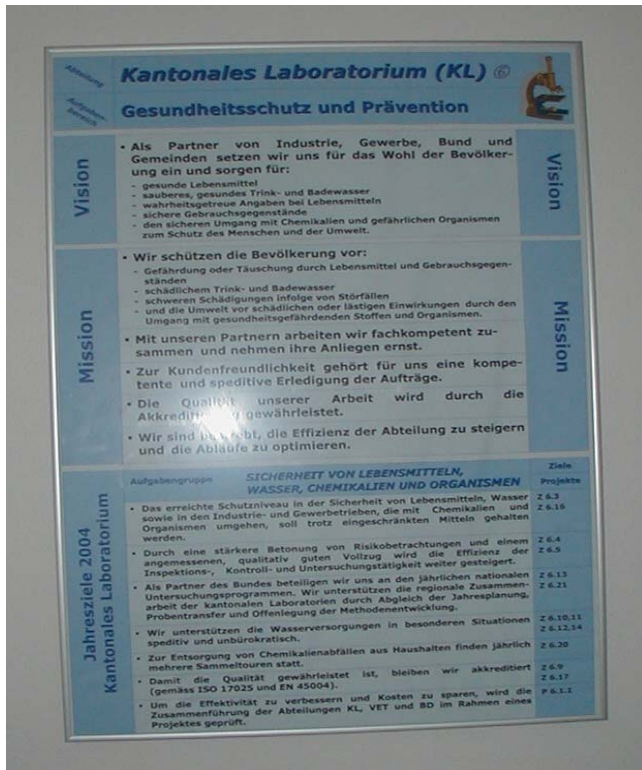 Abteilung
Kantonales Laboratorium (KL) ⑥
Aufgaben-
bereich
Gesundheitsschutz und Prävention
Vision
• Als Partner von Industrie, Gewerbe, Bund und
Gemeinden setzen wir uns für das Wohl der Bevölker-
ung ein und sorgen für:
- gesunde Lebensmittel
- sauberes, gesundes Trink- und Badewasser
- wahrheitsgetreue Angaben bei Lebensmitteln
- sichere Gebrauchsgegenstände
- den sicheren Umgang mit Chemikalien und gefährlichen Organismen
zum Schutz des Menschen und der Umwelt.
Vision
Mission
• Wir schützen die Bevölkerung vor:
- Gefährdung oder Täuschung durch Lebensmittel und Gebrauchsgegen-
ständen
- schädlichem Trink- und Badewasser
- schweren Schädigungen infolge von Störfällen
- und die Umwelt vor schädlichen oder lästigen Einwirkungen durch den
Umgang mit gesundheitsgefährdenden Stoffen und Organismen.
• Mit unseren Partnern arbeiten wir fachkompetent zu-
sammen und nehmen ihre Anliegen ernst.
• Zur Kundenfreundlichkeit gehört für uns eine kompe-
tente und speditive Erledigung der Aufträge.
• Die Qualität unserer Arbeit wird durch die
gewährleistet.
• Wir sind die Effizienz der Abteilung zu steigern
und die Abläufe zu optimieren.
Mission
Jahresziele 2004
Kantonales Laboratorium
Aufgabengruppe
SICHERHEIT VON LEBENSMITTELN,
WASSER, CHEMIKALIEN UND ORGANISMEN
Ziele
Projekte
• Das erreichte Schutzniveau in der Sicherheit von Lebensmitteln, Wasser
sowie in den Industrie- und Gewerbetrieben, die mit Chemikalien und
Organismen umgehen, soll trotz eingeschränkten Mitteln gehalten
werden.
Z 6.3
Z 6.16
• Durch eine stärkere Betonung von Risikobetrachtungen und einem
angemessenen, qualitativ guten Vollzug wird die Effizienz der
Inspektions-, Kontroll- und Untersuchungstätigkeit weiter gesteigert.
Z 6.4
Z 6.5
• Als Partner des Bundes beteiligen wir uns an den jährlichen nationalen
Untersuchungsprogrammen. Wir unterstützen die regionale Zusammen-
arbeit der kantonalen Laboratorien durch Abgleich der Jahresplanung,
Probentransfer und Offenlegung der Methodenentwicklung.
Z 6.13
Z 6.21
• Wir unterstützen die Wasserversorgungen in besonderen Situationen
speditiv und unbürokratisch.
Z 6.10,11
Z 6.12,14
• Zur Entsorgung von Chemikalienabfällen aus Haushalten finden jährlich
mehrere Sammeltouren statt.
Z 6.20
• Damit die Qualität gewährleistet ist, bleiben wir akkreditiert
(gemäss ISO 17025 und EN 45004).
Z 6.9
Z 6.17
• Um die Effektivität zu verbessern und Kosten zu sparen, wird die
Zusammenführung der Abteilungen KL, VET und BD im Rahmen eines
Projektes geprüft.
P 6.1.1